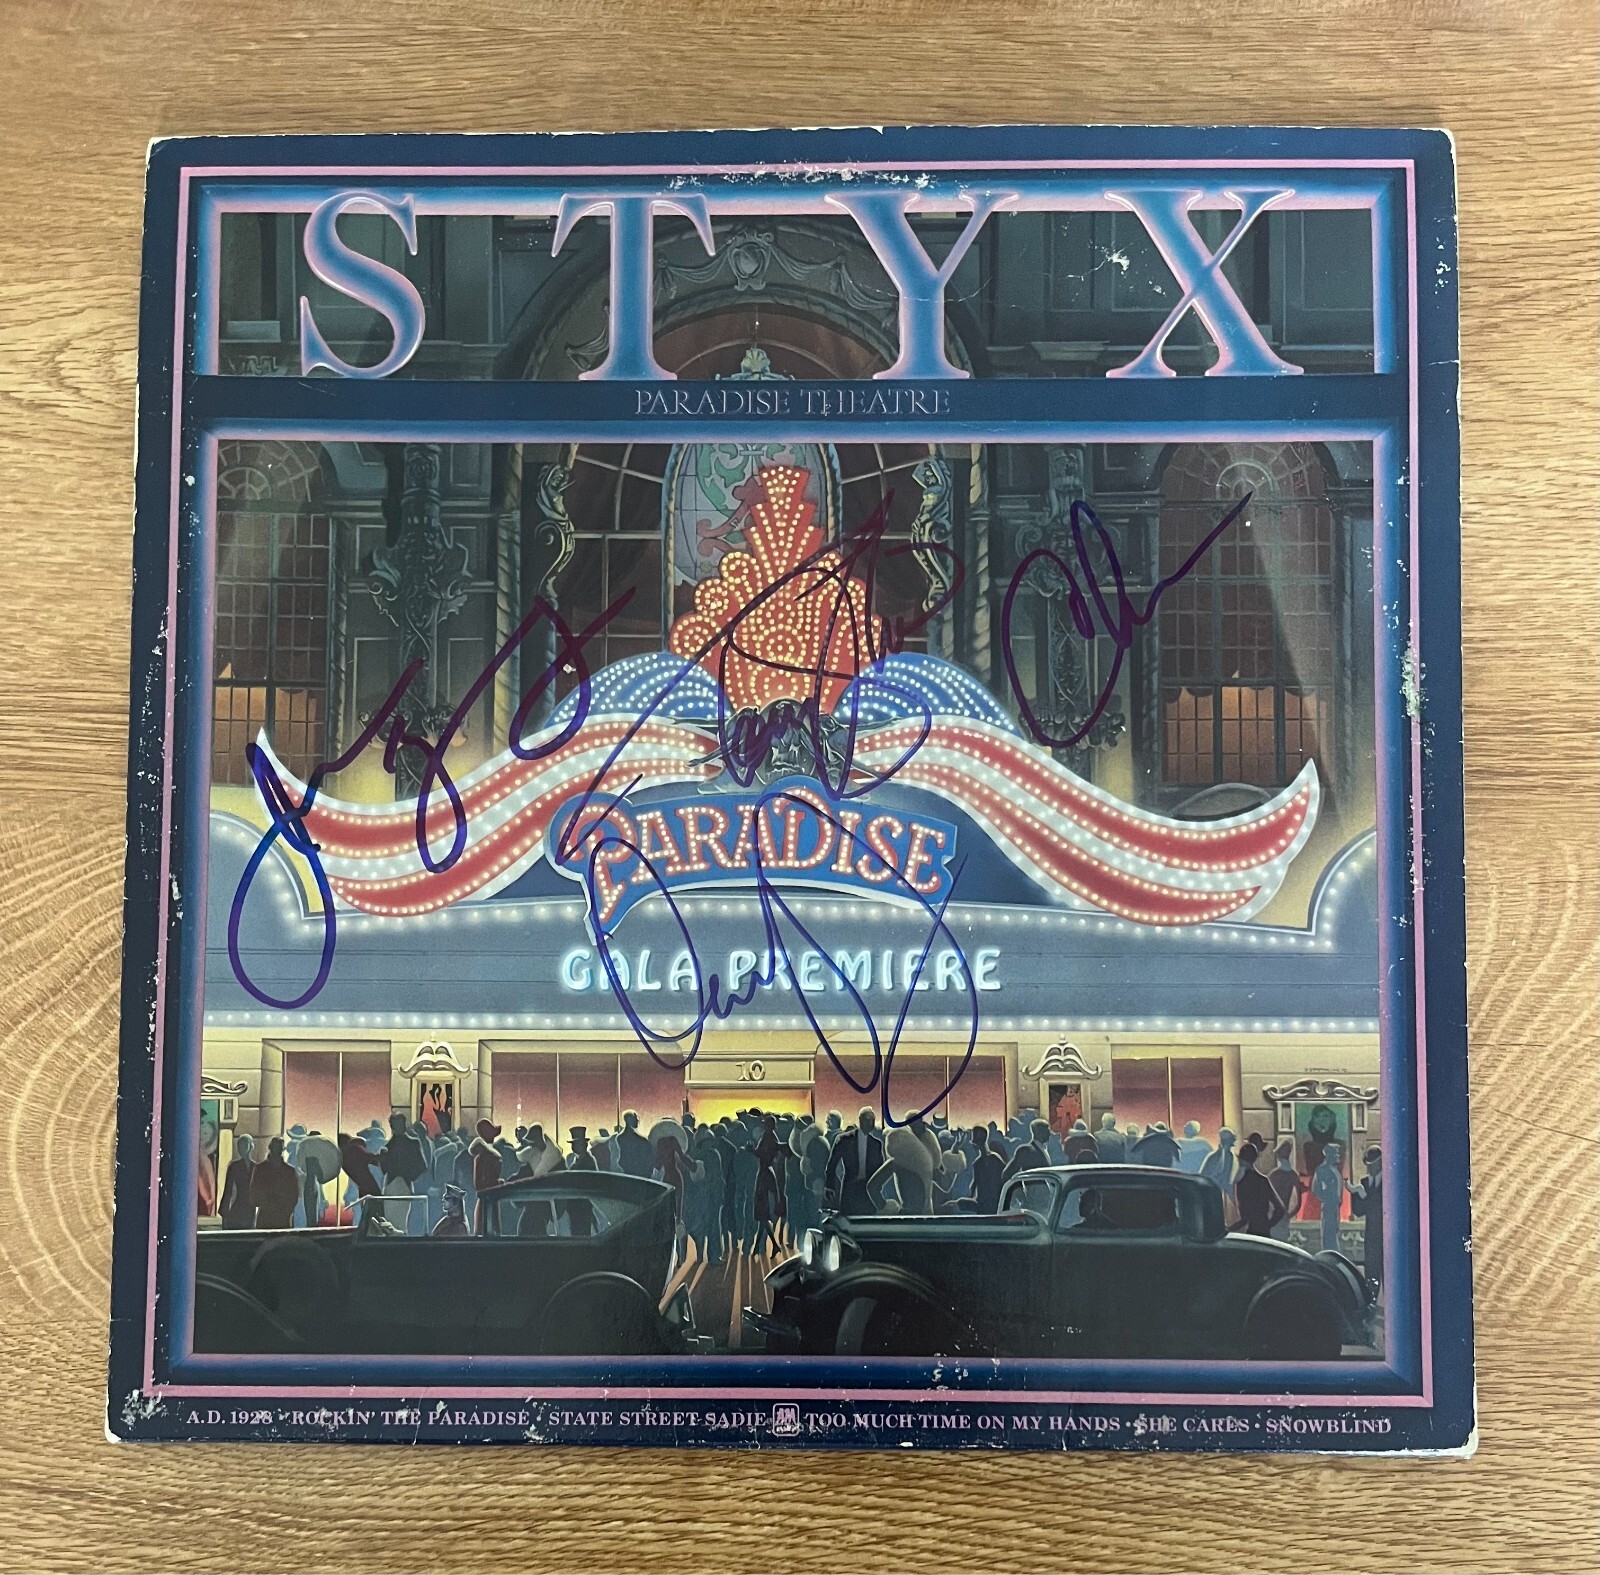 STYX
PARADISE THEATRE
PARADISE
GALA PREMIERE
10
A.D. 1928 · ROCKIN' THE PARADISE · STATE STREET SADIE A&M TOO MUCH TIME ON MY HANDS · SHE CARES · SNOWBLIND